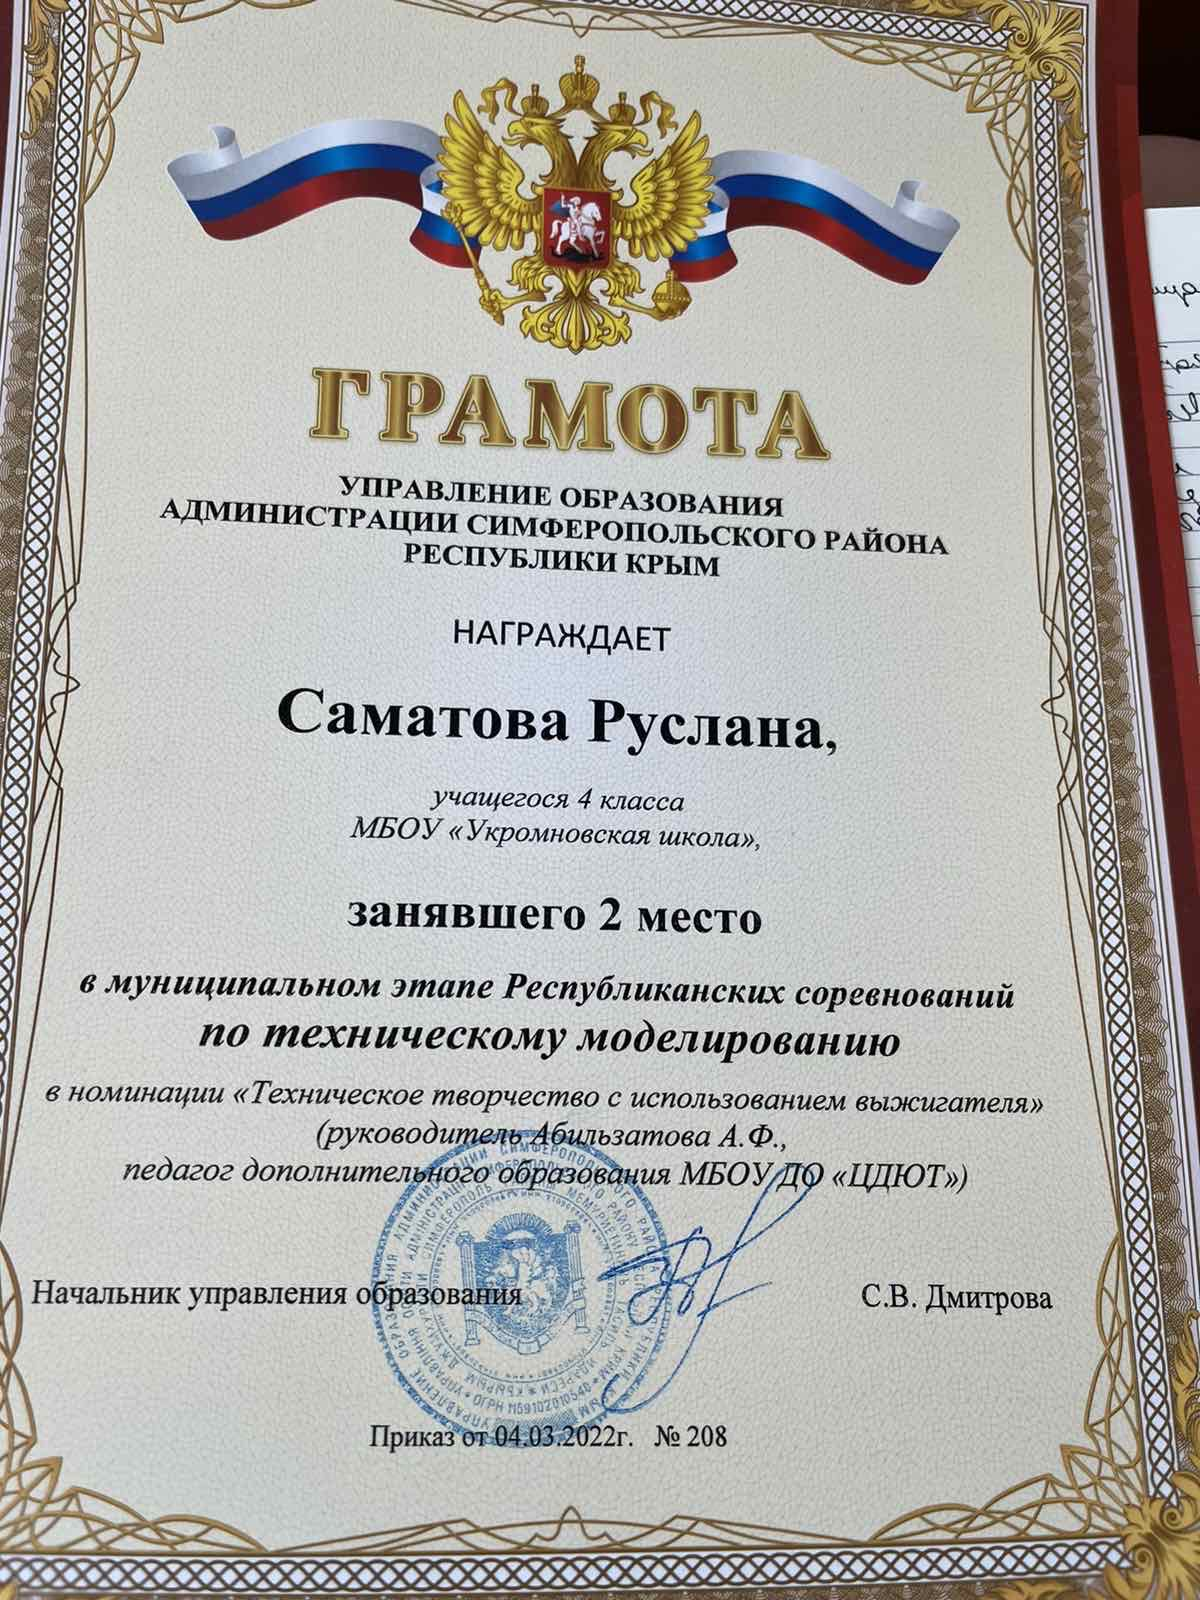 ГРАМОТА
УПРАВЛЕНИЕ ОБРАЗОВАНИЯ
АДМИНИСТРАЦИИ СИМФЕРОПОЛЬСКОГО РАЙОНА
РЕСПУБЛИКИ КРЫМ
НАГРАЖДАЕТ
Саматова Руслана,
учащегося 4 класса
МБОУ «Укромновская школа»,
занявшего 2 место
в муниципальном этапе Республиканских соревнований
по техническому моделированию
в номинации «Техническое творчество с использованием выжигателя»
(руководитель Абильзатова А.Ф.,
педагог дополнительного образования МБОУ ДО «ЦДЮТ»)
Начальник управления образования С.В. Дмитрова
Приказ от 04.03.2022г. № 208